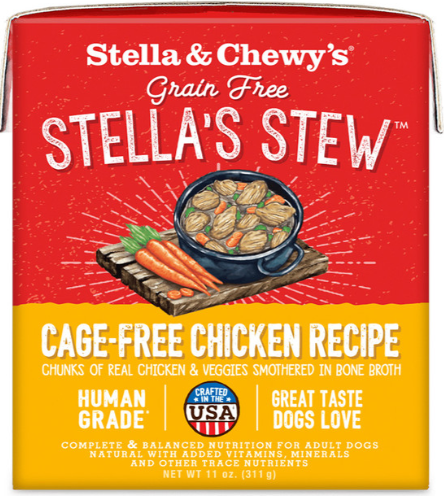 Stella & Chewy's®
Grain Free
STELLA'S STEW™
CAGE-FREE CHICKEN RECIPE
CHUNKS OF REAL CHICKEN & VEGGIES SMOTHERED IN BONE BROTH
HUMAN GRADE*
CRAFTED IN THE USA
GREAT TASTE DOGS LOVE
COMPLETE & BALANCED NUTRITION FOR ADULT DOGS
NATURAL WITH ADDED VITAMINS, MINERALS
AND OTHER TRACE NUTRIENTS
NET WT 11 oz. (311 g)